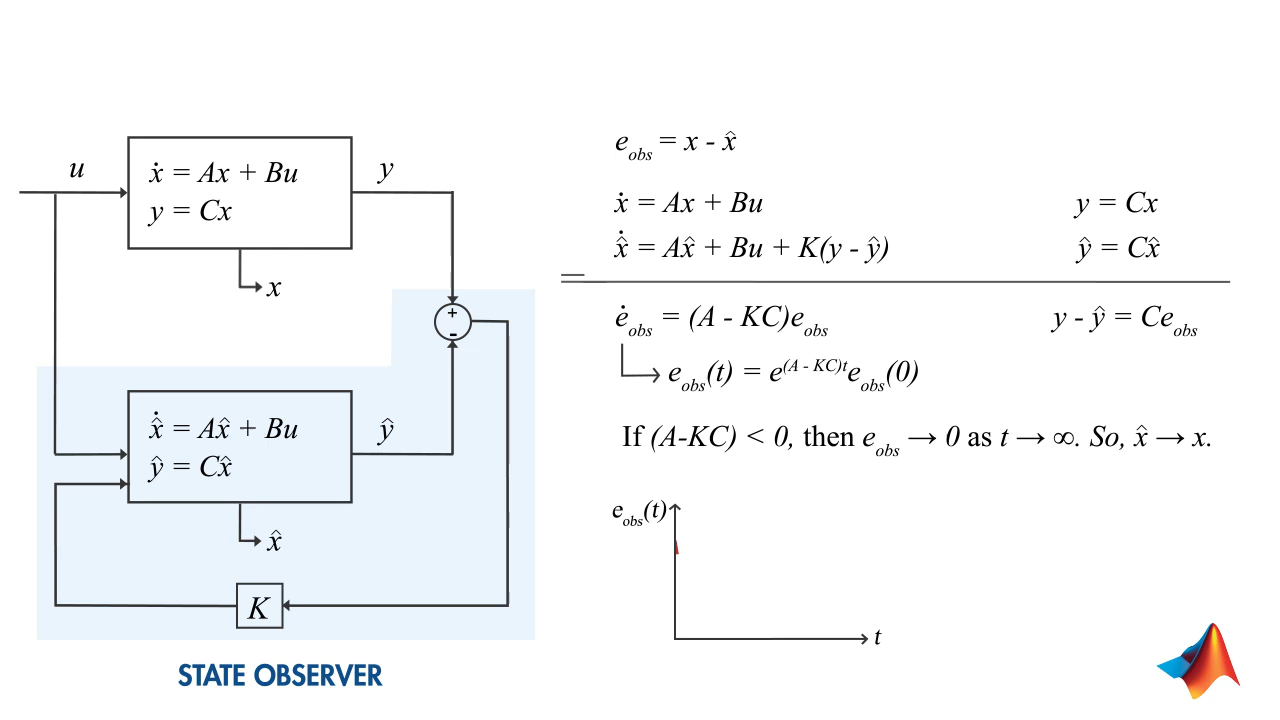 u
ẋ = Ax + Bu
y = Cx
y
x
+
-
x̂̇ = Ax̂ + Bu
ŷ = Cx̂
ŷ
x̂
K
STATE OBSERVER
e_obs = x - x̂
ẋ = Ax + Bu y = Cx
x̂̇ = Ax̂ + Bu + K(y - ŷ) ŷ = Cx̂
ė_obs = (A - KC)e_obs y - ŷ = Ce_obs
e_obs(t) = e^(A - KC)t e_obs(0)
If (A-KC) < 0, then e_obs → 0 as t → ∞. So, x̂ → x.
e_obs(t)
t